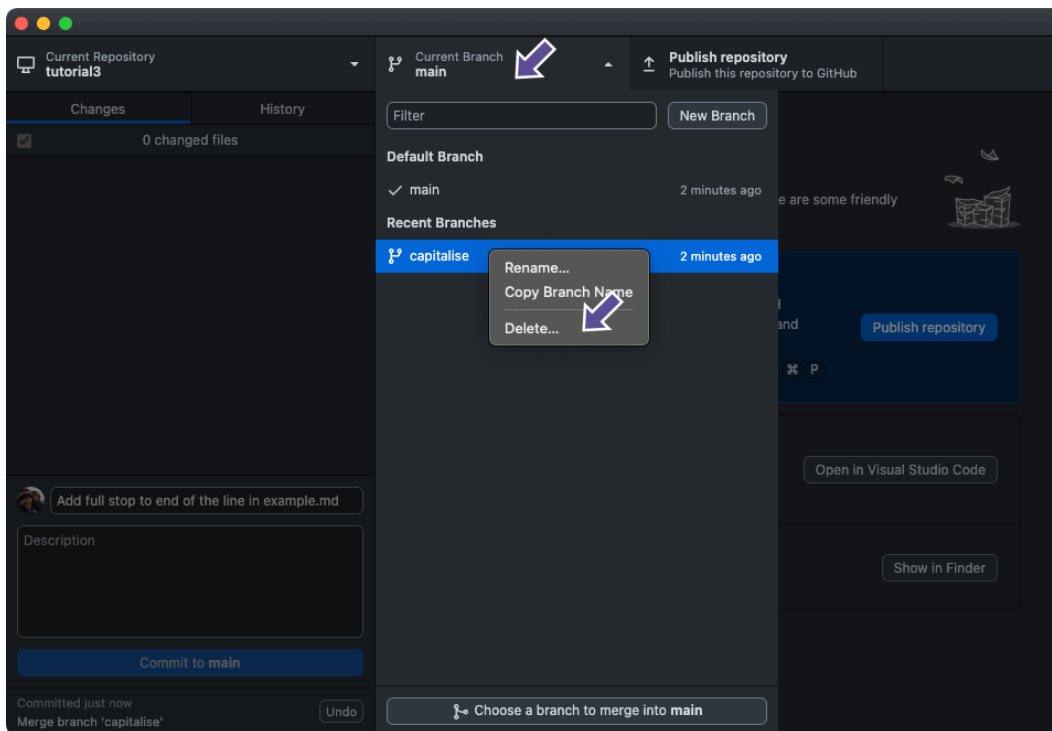 Current Repository
tutorial3
Current Branch
main
Publish repository
Publish this repository to GitHub
Changes
History
0 changed files
Filter
New Branch
Default Branch
main
2 minutes ago
Recent Branches
capitalise
2 minutes ago
Rename...
Copy Branch Name
Delete...
e are some friendly
and
Publish repository
⌘ P
Open in Visual Studio Code
Show in Finder
Add full stop to end of the line in example.md
Description
Commit to main
Committed just now
Merge branch 'capitalise'
Undo
Choose a branch to merge into main